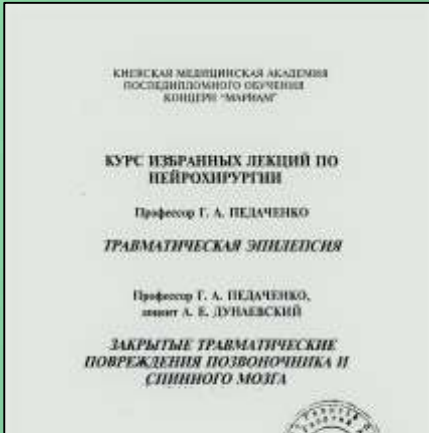 КИЕВСКАЯ МЕДИЦИНСКАЯ АКАДЕМИЯ
ПОСЛЕДИПЛОМНОГО ОБУЧЕНИЯ
КОНЦЕРН "МАРИАМ"
КУРС ИЗБРАННЫХ ЛЕКЦИЙ ПО
НЕЙРОХИРУРГИИ
Профессор Г. А. ПЕДАЧЕНКО
ТРАВМАТИЧЕСКАЯ ЭПИЛЕПСИЯ
Профессор Г. А. ПЕДАЧЕНКО,
доцент А. Е. ДУНАЕВСКИЙ
ЗАКРЫТЫЕ ТРАВМАТИЧЕСКИЕ
ПОВРЕЖДЕНИЯ ПОЗВОНОЧНИКА И
СПИННОГО МОЗГА